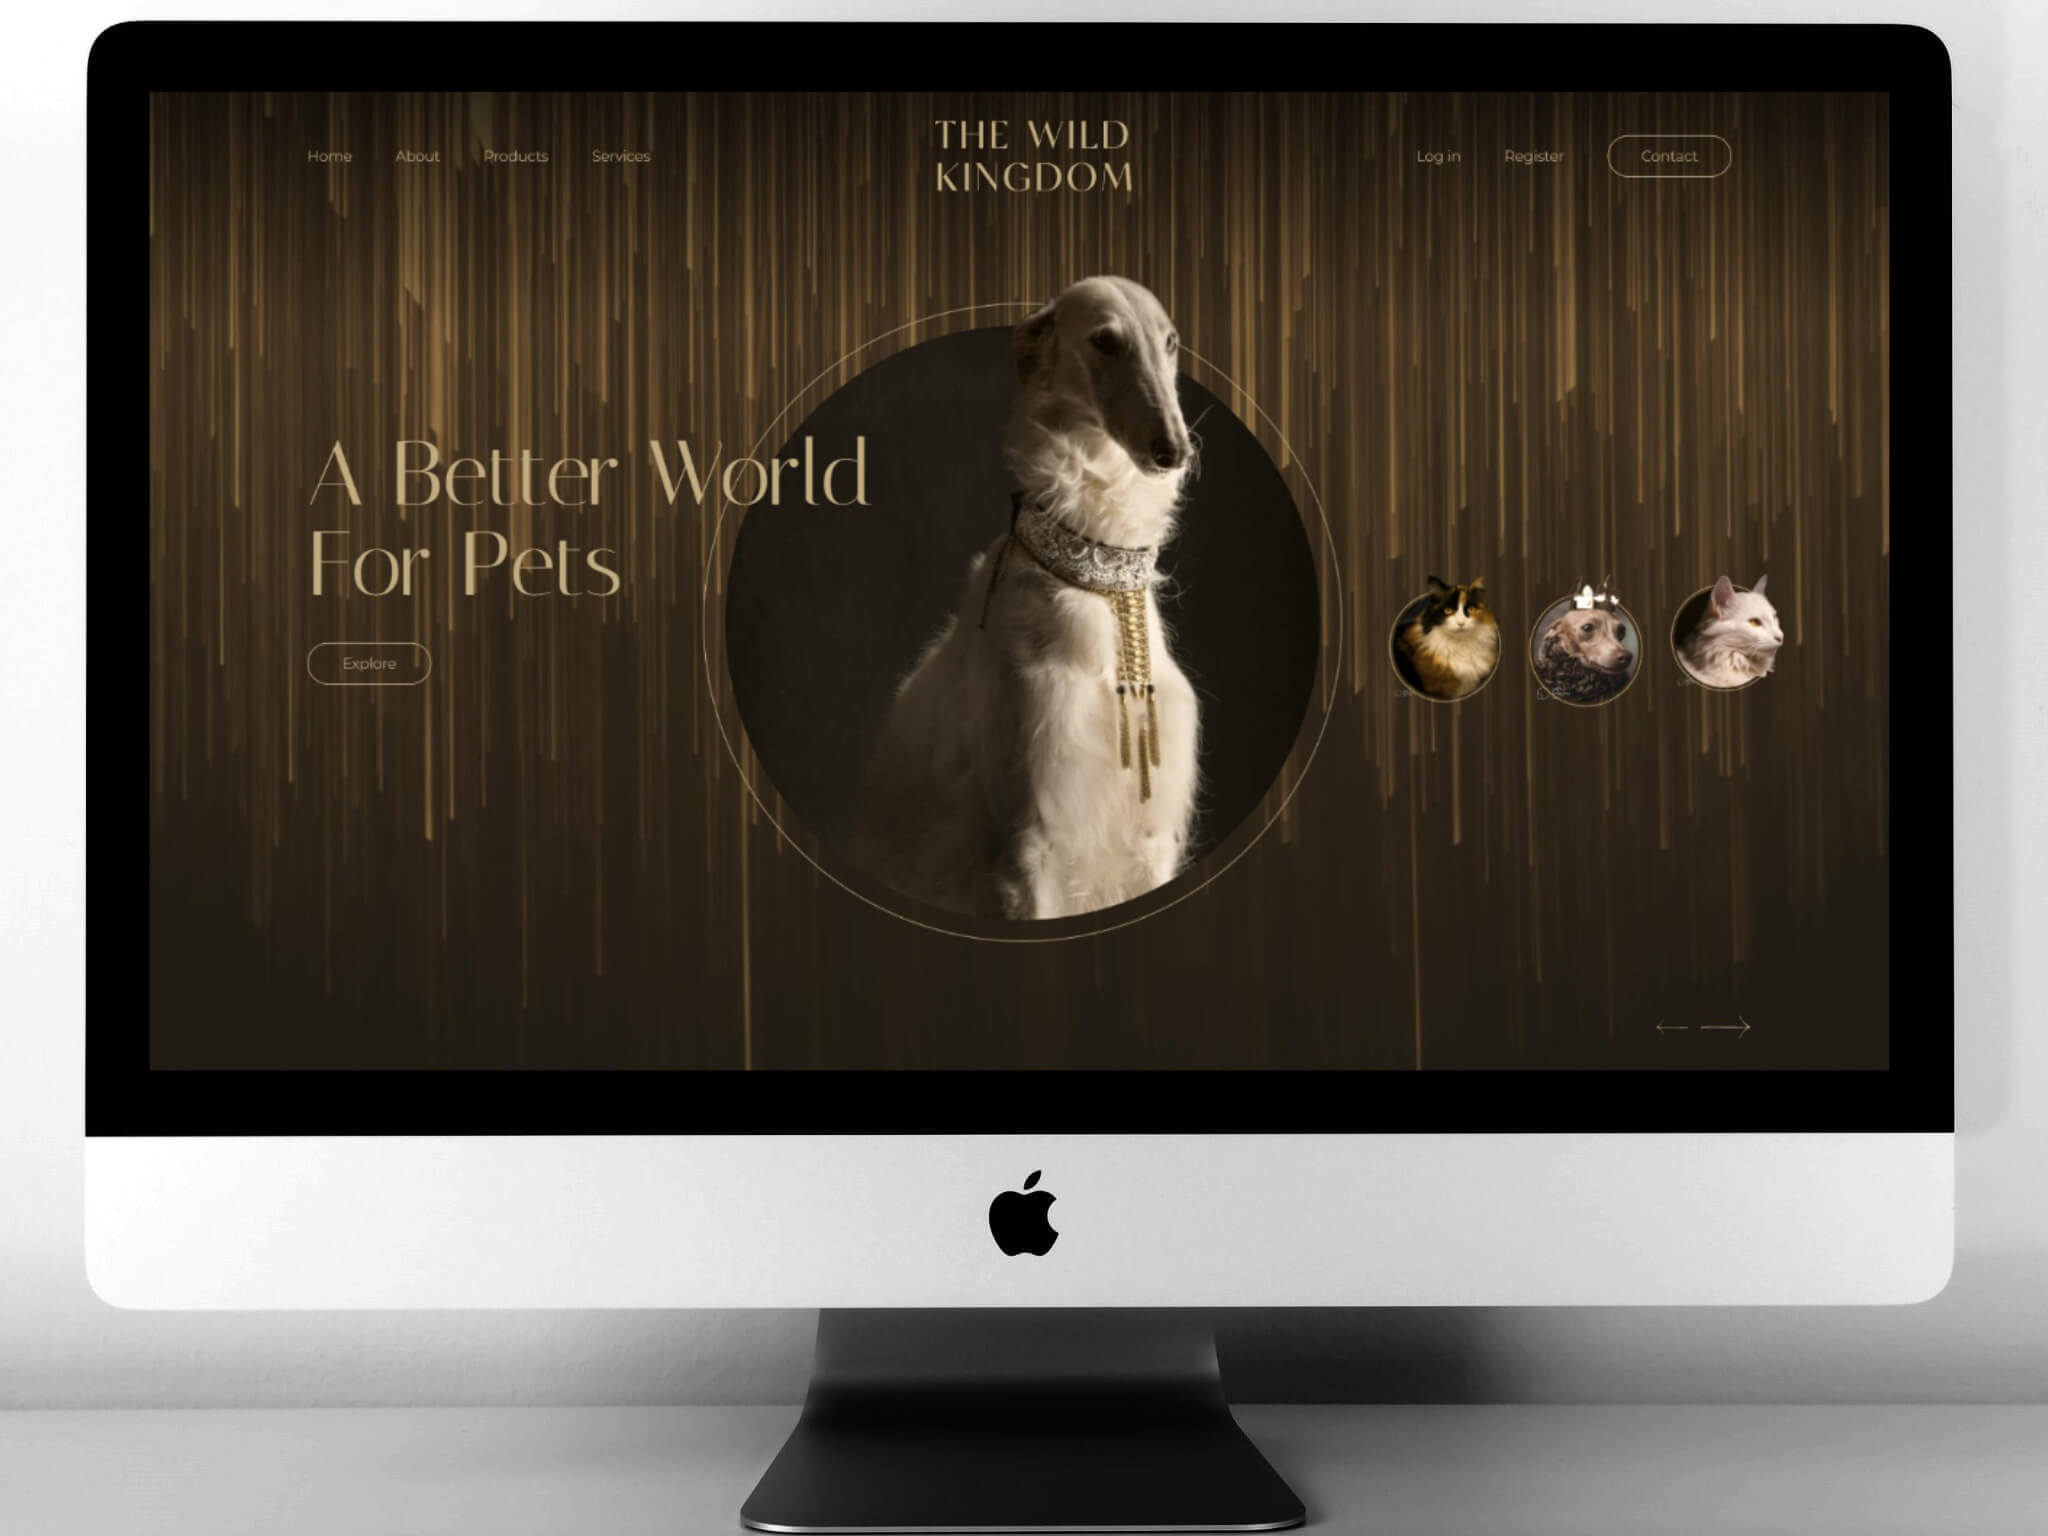 Home
About
Products
Services
THE WILD
KINGDOM
Log in
Register
Contact
A Better World
For Pets
Explore